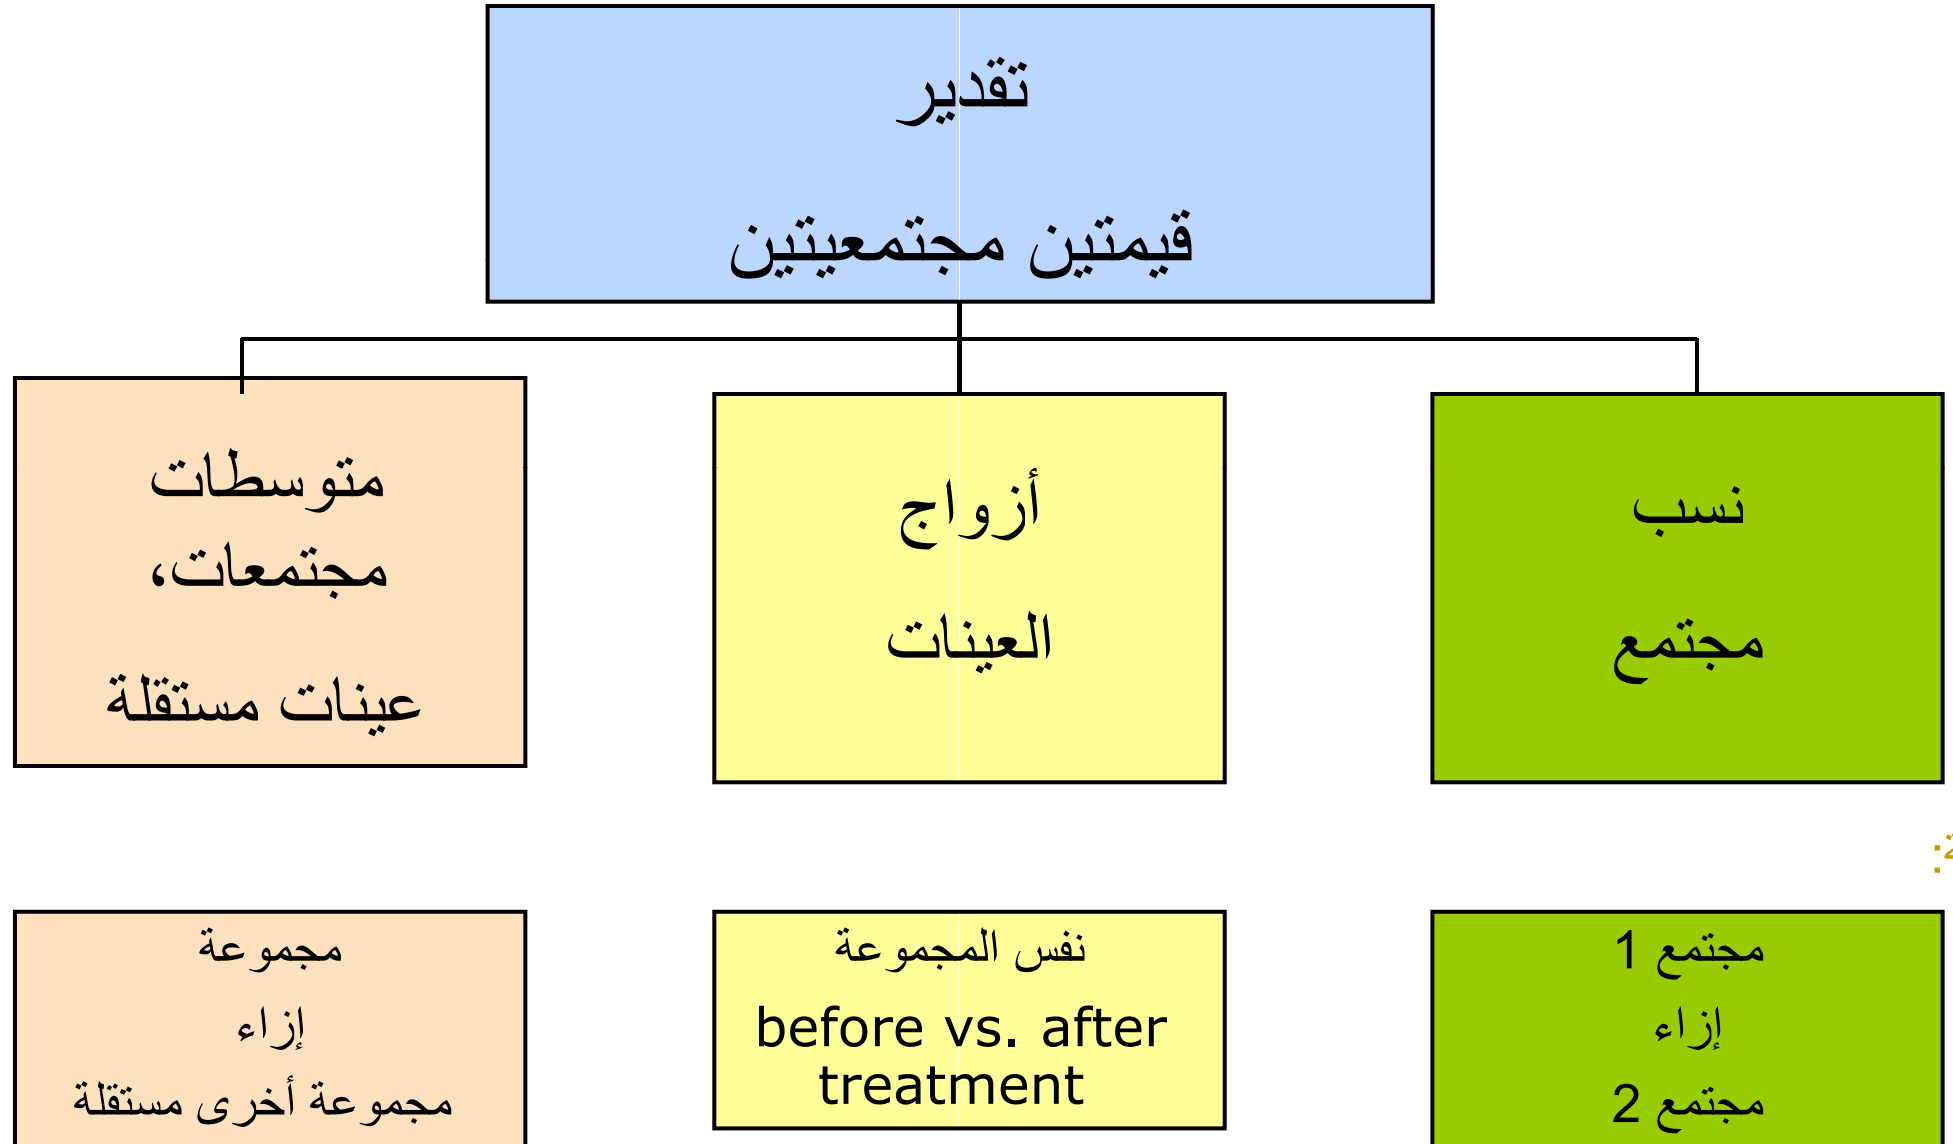 تقدير
قيمتين مجتمعيتين
متوسطات
مجتمعات،
عينات مستقلة
أزواج
العينات
نسب
مجتمع
مجموعة
إزاء
مجموعة أخرى مستقلة
نفس المجموعة
before vs. after
treatment
مجتمع 1
إزاء
مجتمع 2